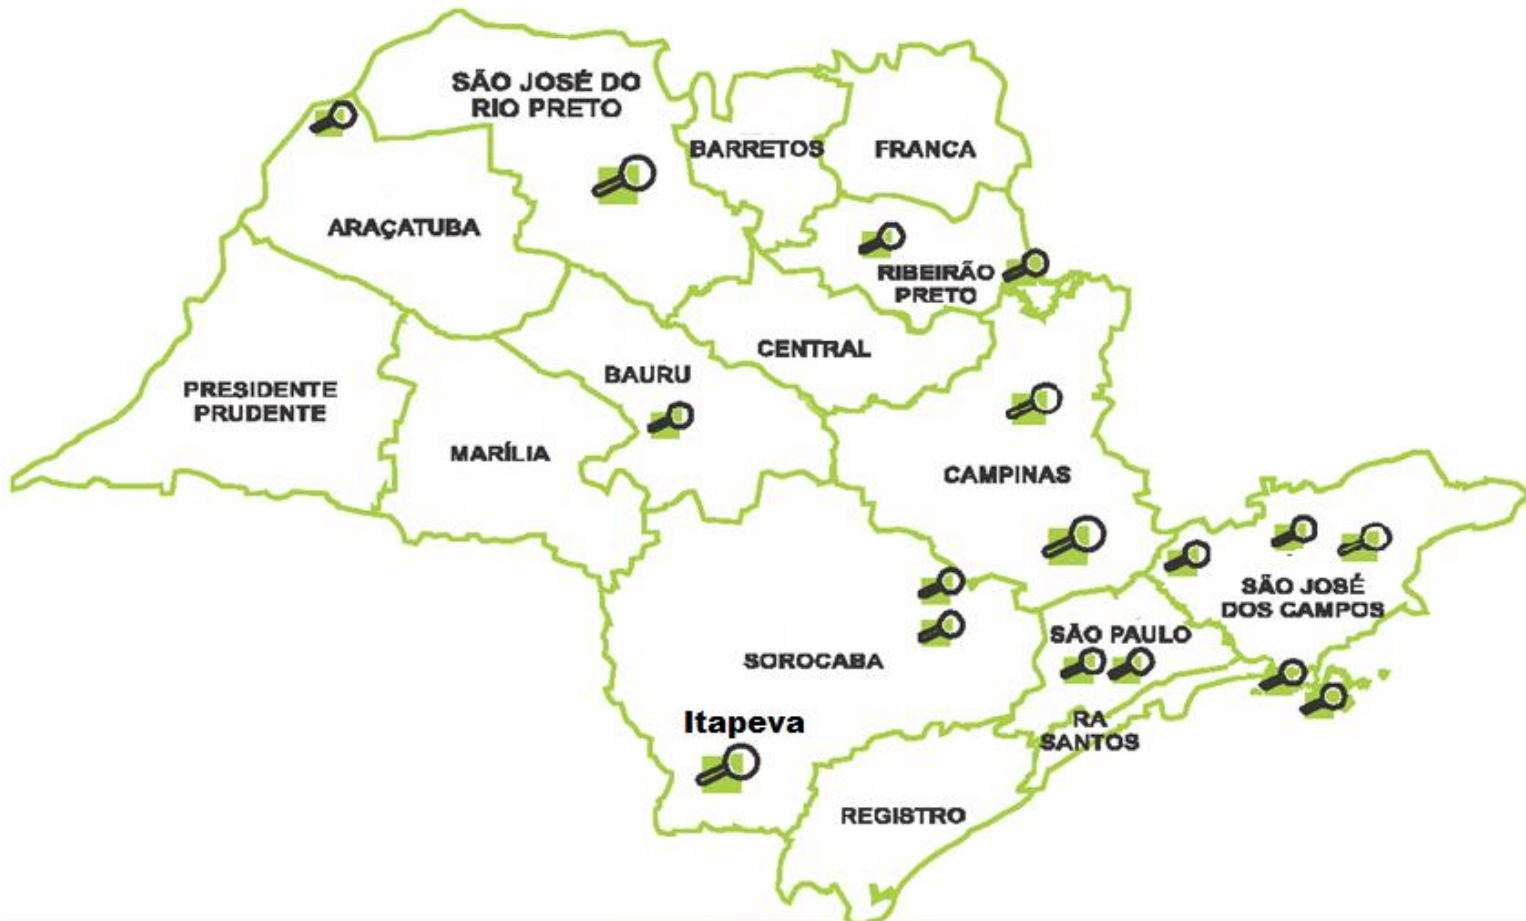 SÃO JOSÉ DO
RIO PRETO
BARRETOS
FRANCA
ARAÇATUBA
RIBEIRÃO
PRETO
CENTRAL
BAURU
PRESIDENTE
PRUDENTE
MARÍLIA
CAMPINAS
SÃO JOSÉ
DOS CAMPOS
SÃO PAULO
SOROCABA
Itapeva
RA
SANTOS
REGISTRO